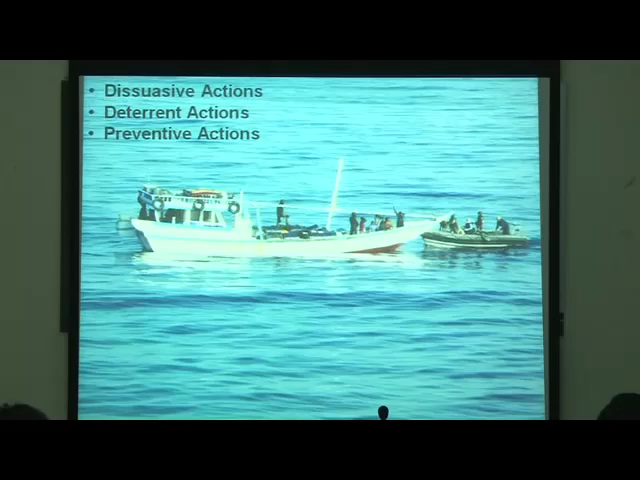 • Dissuasive Actions
• Deterrent Actions
• Preventive Actions